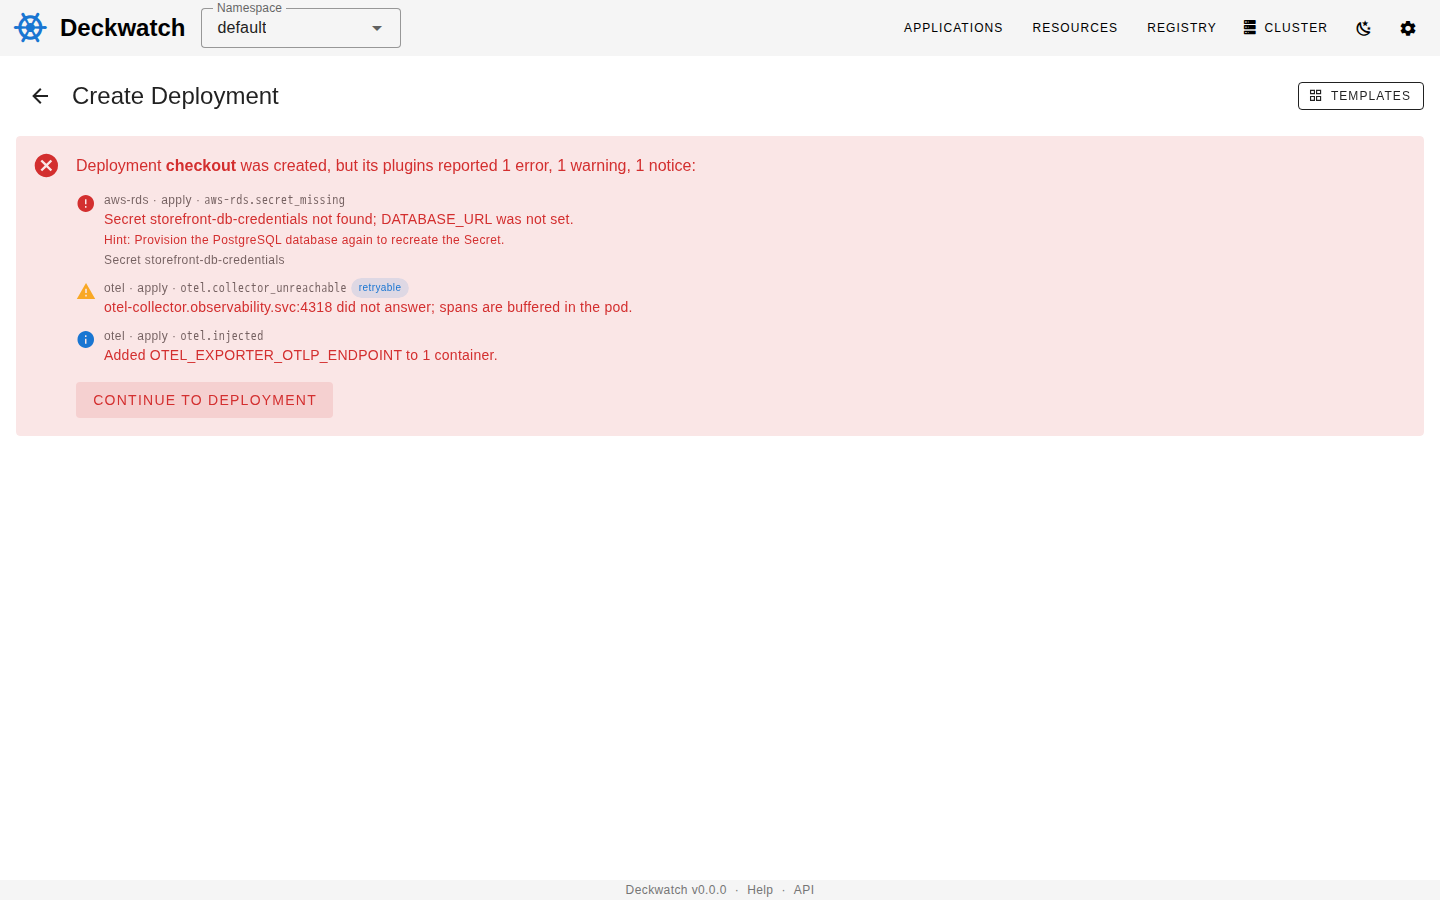 Deckwatch
Namespace
default
APPLICATIONS
RESOURCES
REGISTRY
CLUSTER
Create Deployment
TEMPLATES
Deployment checkout was created, but its plugins reported 1 error, 1 warning, 1 notice:
aws-rds · apply · aws-rds.secret_missing
Secret storefront-db-credentials not found; DATABASE_URL was not set.
Hint: Provision the PostgreSQL database again to recreate the Secret.
Secret storefront-db-credentials
otel · apply · otel.collector_unreachable retryable
otel-collector.observability.svc:4318 did not answer; spans are buffered in the pod.
otel · apply · otel.injected
Added OTEL_EXPORTER_OTLP_ENDPOINT to 1 container.
CONTINUE TO DEPLOYMENT
Deckwatch v0.0.0 · Help · API